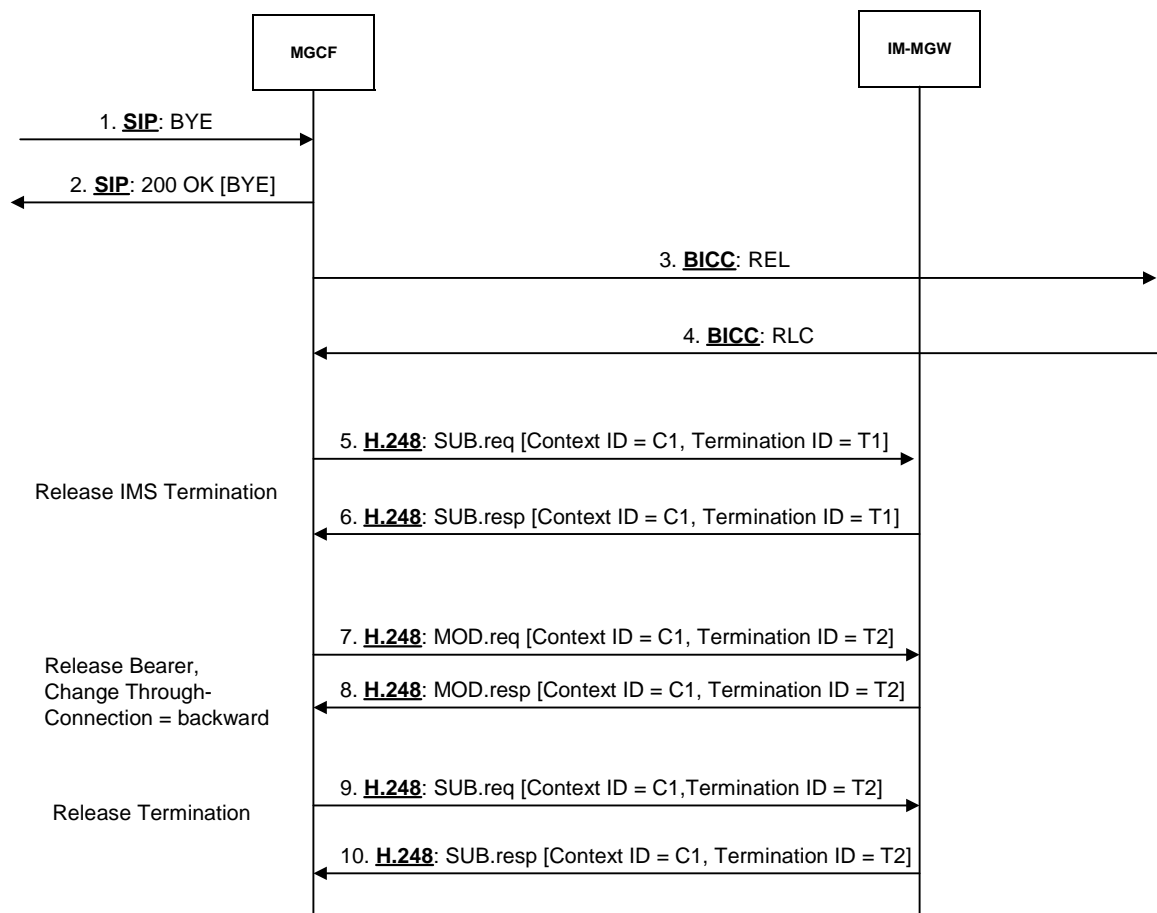 MGCF
IM-MGW
1. SIP: BYE
2. SIP: 200 OK [BYE]
3. BICC: REL
4. BICC: RLC
5. H.248: SUB.req [Context ID = C1, Termination ID = T1]
Release IMS Termination
6. H.248: SUB.resp [Context ID = C1, Termination ID = T1]
7. H.248: MOD.req [Context ID = C1, Termination ID = T2]
Release Bearer,
Change Through-
Connection = backward
8. H.248: MOD.resp [Context ID = C1, Termination ID = T2]
9. H.248: SUB.req [Context ID = C1,Termination ID = T2]
Release Termination
10. H.248: SUB.resp [Context ID = C1, Termination ID = T2]